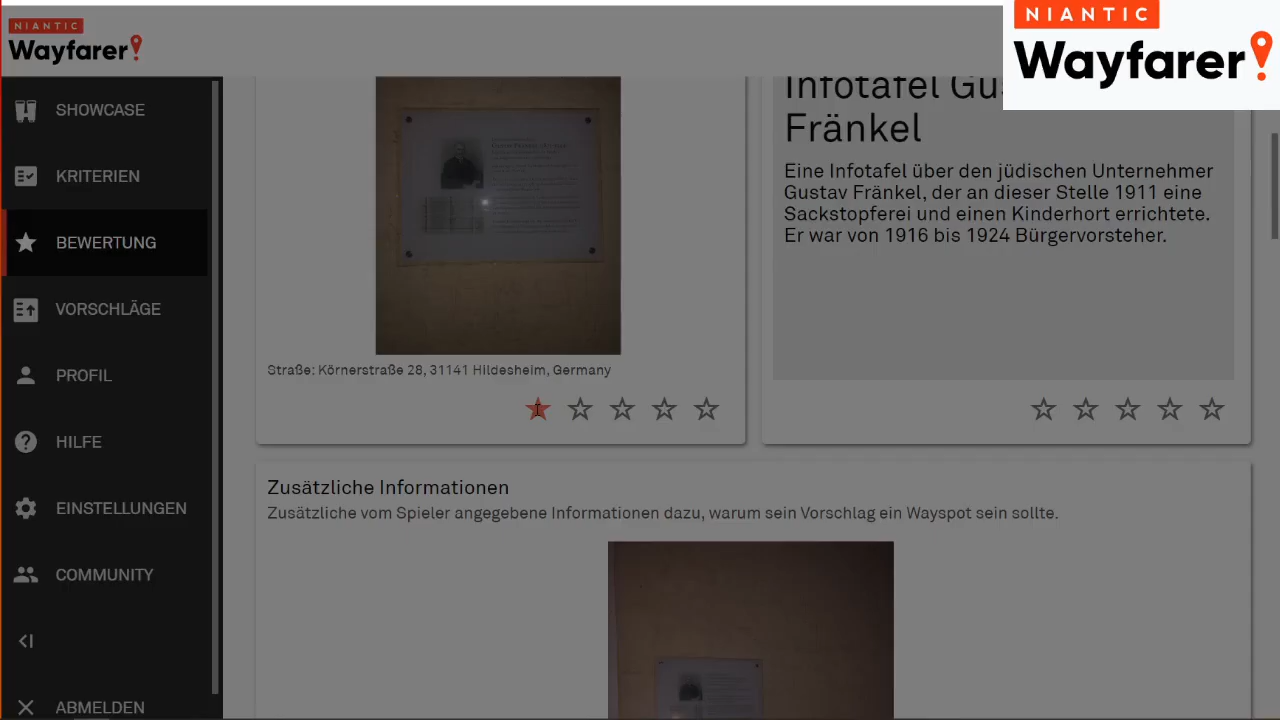 NIANTIC
Wayfarer!
NIANTIC
Wayfarer!
SHOWCASE
KRITERIEN
BEWERTUNG
VORSCHLÄGE
PROFIL
HILFE
EINSTELLUNGEN
COMMUNITY
ABMELDEN
Straße: Körnerstraße 28, 31141 Hildesheim, Germany
Infotafel Gus
Fränkel
Eine Infotafel über den jüdischen Unternehmer
Gustav Fränkel, der an dieser Stelle 1911 eine
Sackstopferei und einen Kinderhort errichtete.
Er war von 1916 bis 1924 Bürgervorsteher.
Zusätzliche Informationen
Zusätzliche vom Spieler angegebene Informationen dazu, warum sein Vorschlag ein Wayspot sein sollte.